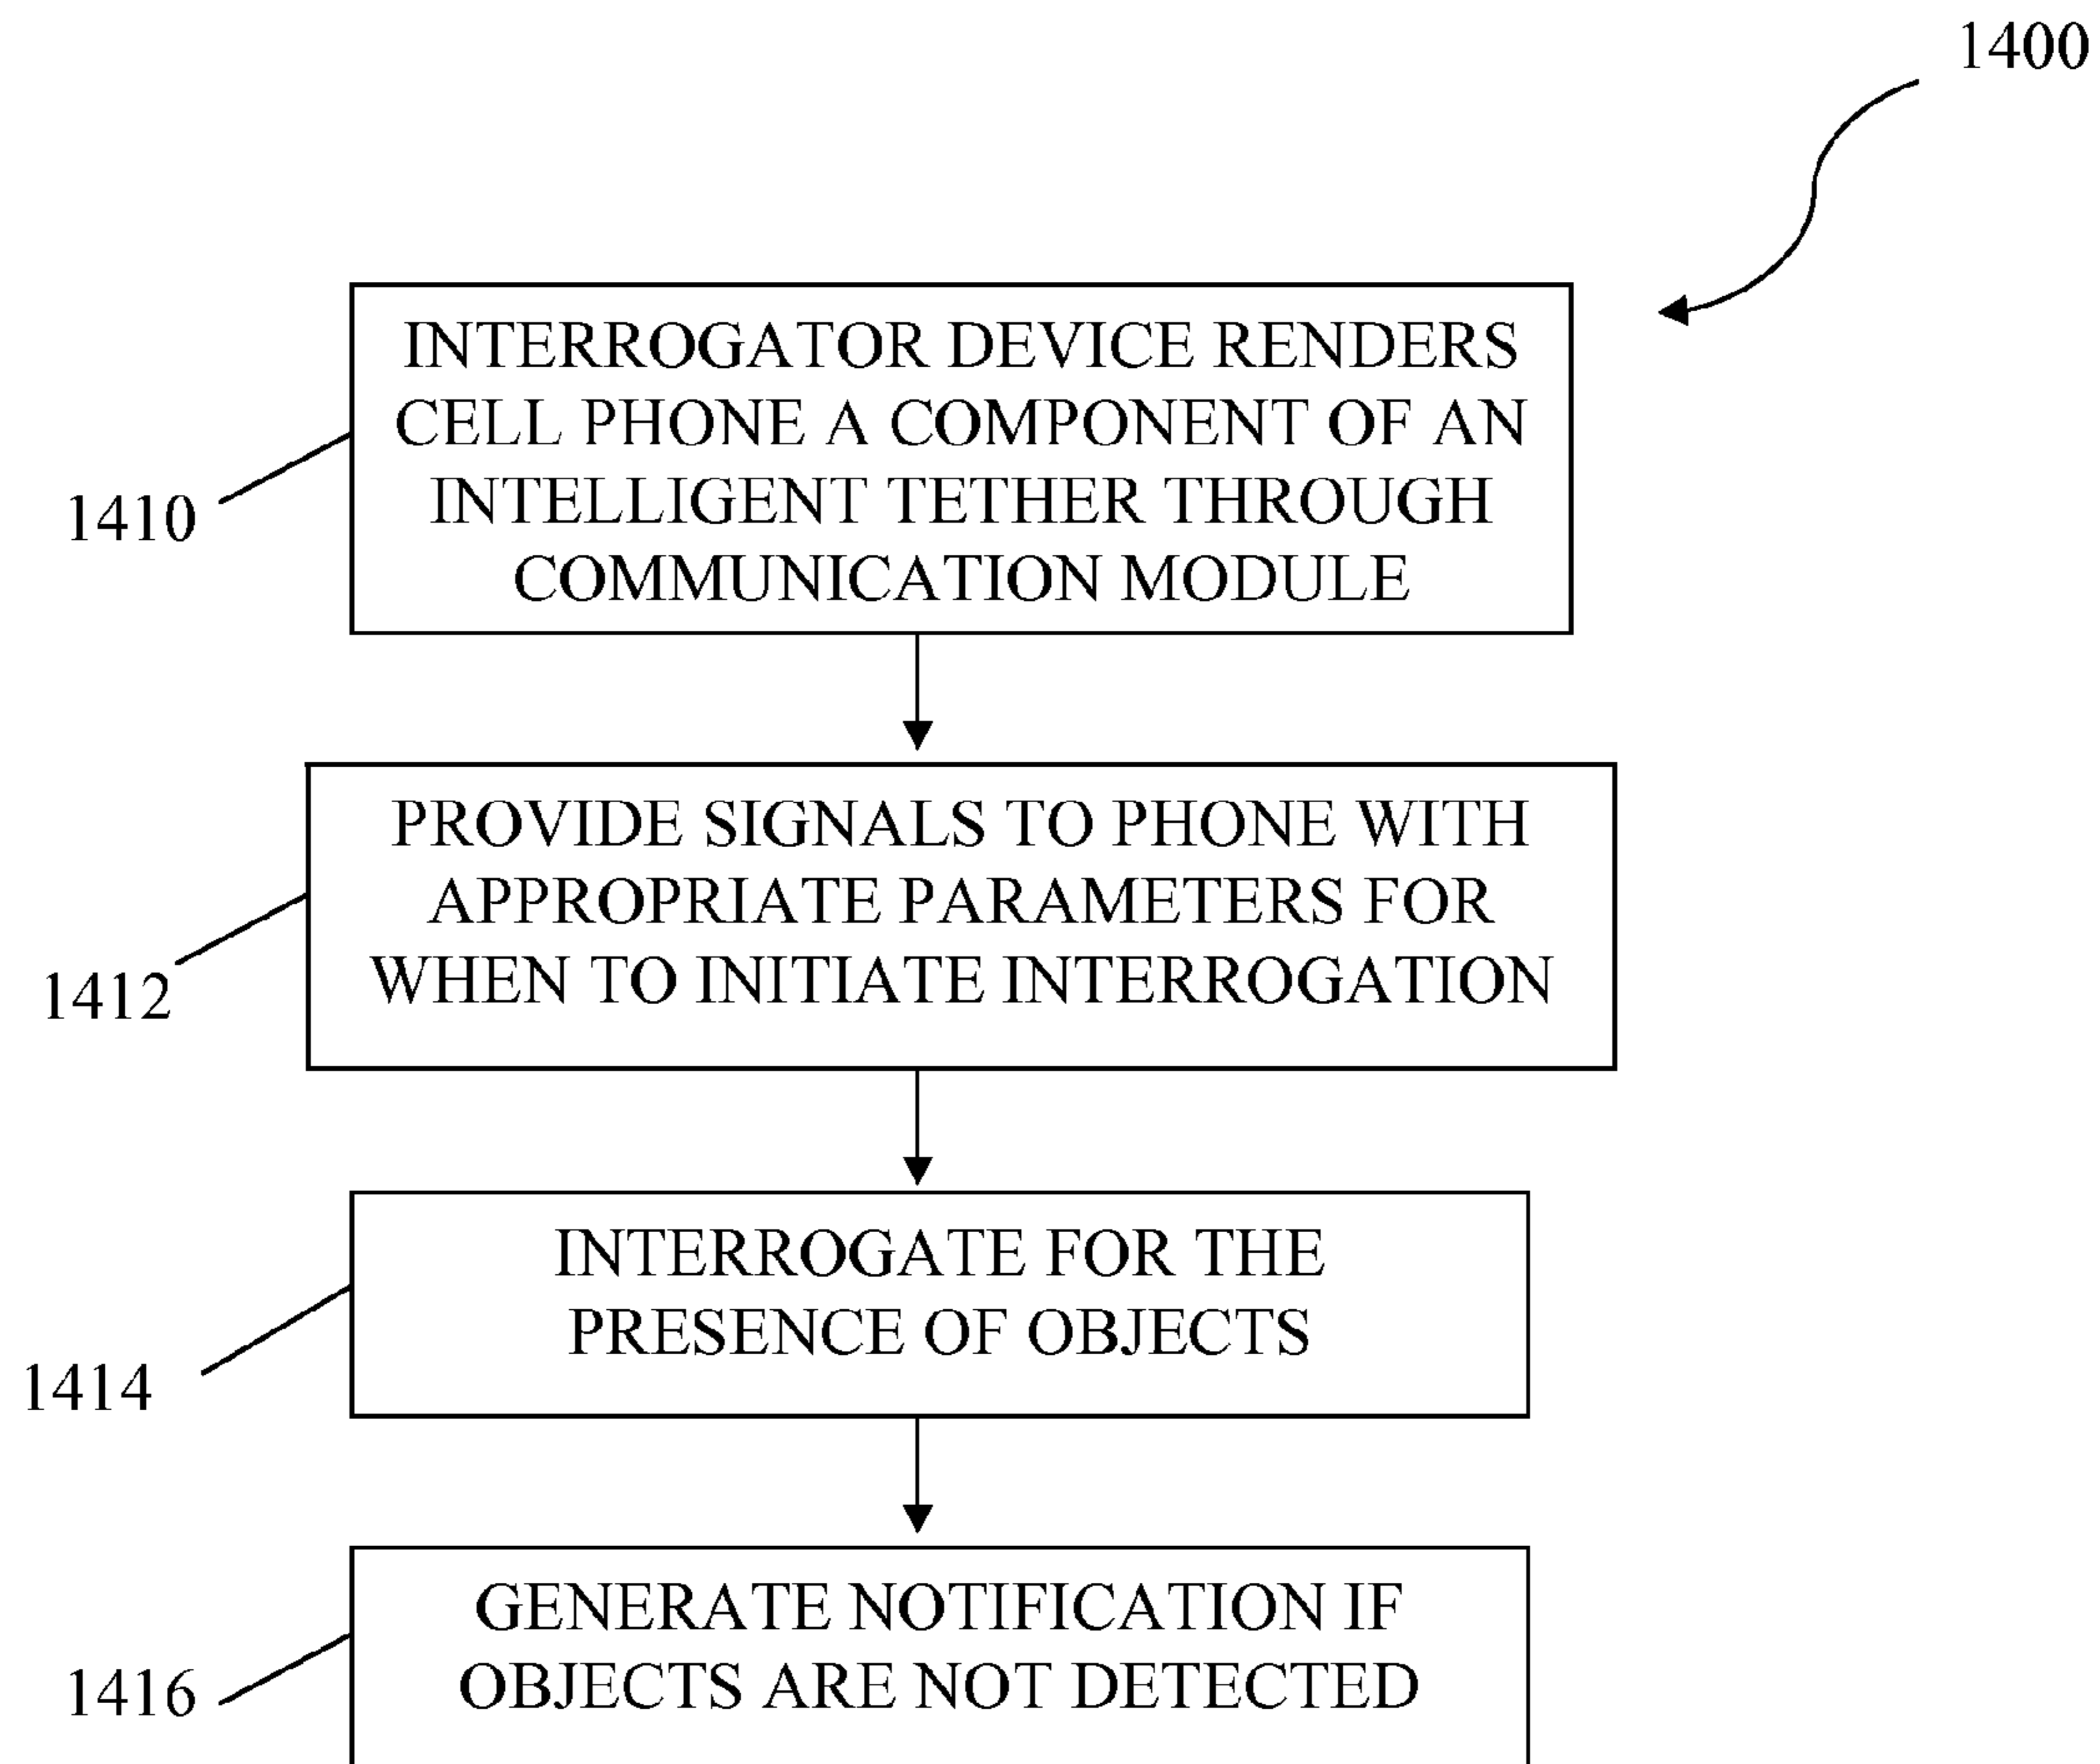 1400
INTERROGATOR DEVICE RENDERS
CELL PHONE A COMPONENT OF AN
INTELLIGENT TETHER THROUGH
COMMUNICATION MODULE
1410
PROVIDE SIGNALS TO PHONE WITH
APPROPRIATE PARAMETERS FOR
WHEN TO INITIATE INTERROGATION
1412
INTERROGATE FOR THE
PRESENCE OF OBJECTS
1414
GENERATE NOTIFICATION IF
OBJECTS ARE NOT DETECTED
1416